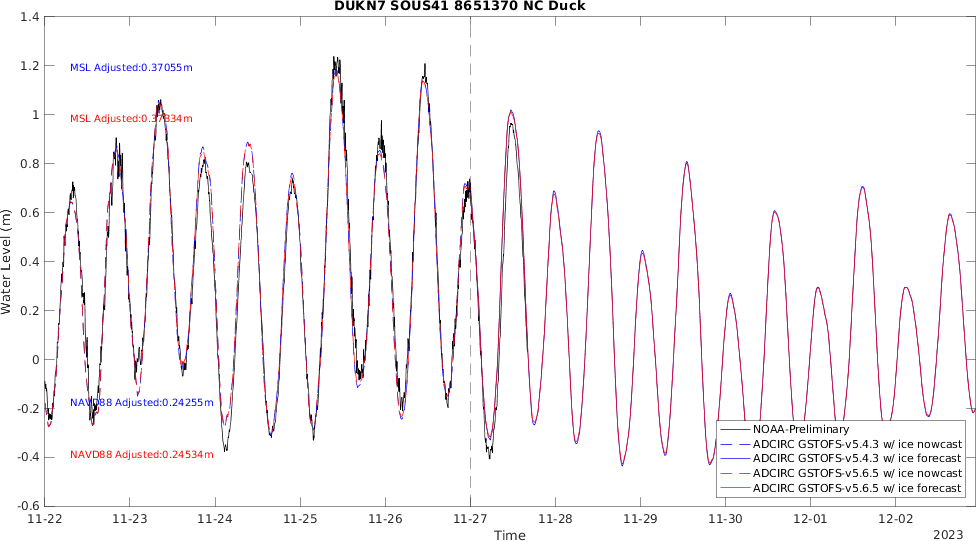 DUKN7 SOUS41 8651370 NC Duck
1.4
1.2
1
0.8
0.6
0.4
0.2
0
-0.2
-0.4
-0.6
Water Level (m)
MSL Adjusted:0.37055m
MSL Adjusted:0.37834m
NAVD88 Adjusted:0.24255m
NAVD88 Adjusted:0.24534m
NOAA-Preliminary
ADCIRC GSTOFS-v5.4.3 w/ ice nowcast
ADCIRC GSTOFS-v5.4.3 w/ ice forecast
ADCIRC GSTOFS-v5.6.5 w/ ice nowcast
ADCIRC GSTOFS-v5.6.5 w/ ice forecast
11-22 11-23 11-24 11-25 11-26 11-27 11-28 11-29 11-30 12-01 12-02
Time
2023